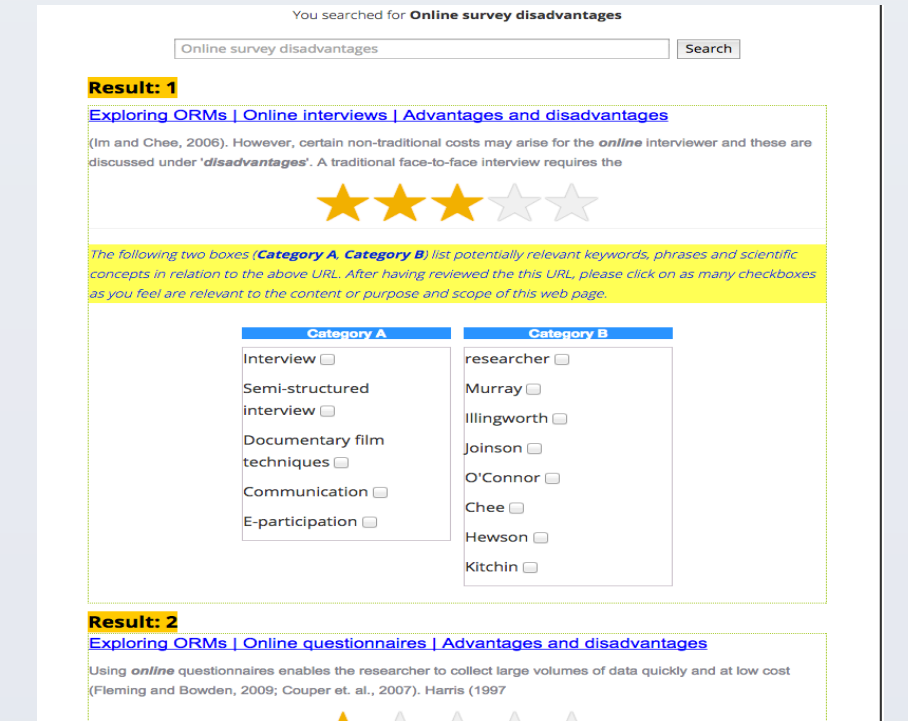 You searched for Online survey disadvantages
Online survey disadvantages
Search
Result: 1
Exploring ORMs | Online interviews | Advantages and disadvantages
(Im and Chee, 2006). However, certain non-traditional costs may arise for the online interviewer and these are
discussed under 'disadvantages'. A traditional face-to-face interview requires the
The following two boxes (Category A, Category B) list potentially relevant keywords, phrases and scientific
concepts in relation to the above URL. After having reviewed the this URL, please click on as many checkboxes
as you feel are relevant to the content or purpose and scope of this web page.
Category A
Interview
Semi-structured
interview
Documentary film
techniques
Communication
E-participation
Category B
researcher
Murray
Illingworth
Joinson
O'Connor
Chee
Hewson
Kitchin
Result: 2
Exploring ORMs | Online questionnaires | Advantages and disadvantages
Using online questionnaires enables the researcher to collect large volumes of data quickly and at low cost
(Fleming and Bowden, 2009; Couper et. al., 2007). Harris (1997